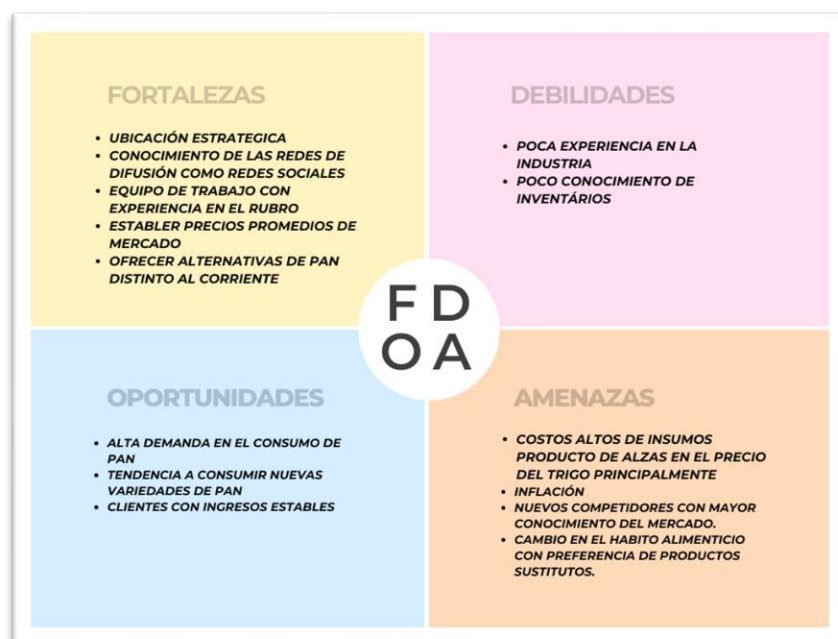 FORTALEZAS
• UBICACIÓN ESTRATEGICA
• CONOCIMIENTO DE LAS REDES DE
DIFUSIÓN COMO REDES SOCIALES
• EQUIPO DE TRABAJO CON
EXPERIENCIA EN EL RUBRO
• ESTABLER PRECIOS PROMEDIOS DE
MERCADO
• OFRECER ALTERNATIVAS DE PAN
DISTINTO AL CORRIENTE
DEBILIDADES
• POCA EXPERIENCIA EN LA
INDUSTRIA
• POCO CONOCIMIENTO DE
INVENTÁRIOS
F D
O A
OPORTUNIDADES
• ALTA DEMANDA EN EL CONSUMO DE
PAN
• TENDENCIA A CONSUMIR NUEVAS
VARIEDADES DE PAN
• CLIENTES CON INGRESOS ESTABLES
AMENAZAS
• COSTOS ALTOS DE INSUMOS
PRODUCTO DE ALZAS EN EL PRECIO
DEL TRIGO PRINCIPALMENTE
• INFLACIÓN
• NUEVOS COMPETIDORES CON MAYOR
CONOCIMIENTO DEL MERCADO.
• CAMBIO EN EL HABITO ALIMENTICIO
CON PREFERENCIA DE PRODUCTOS
SUSTITUTOS.